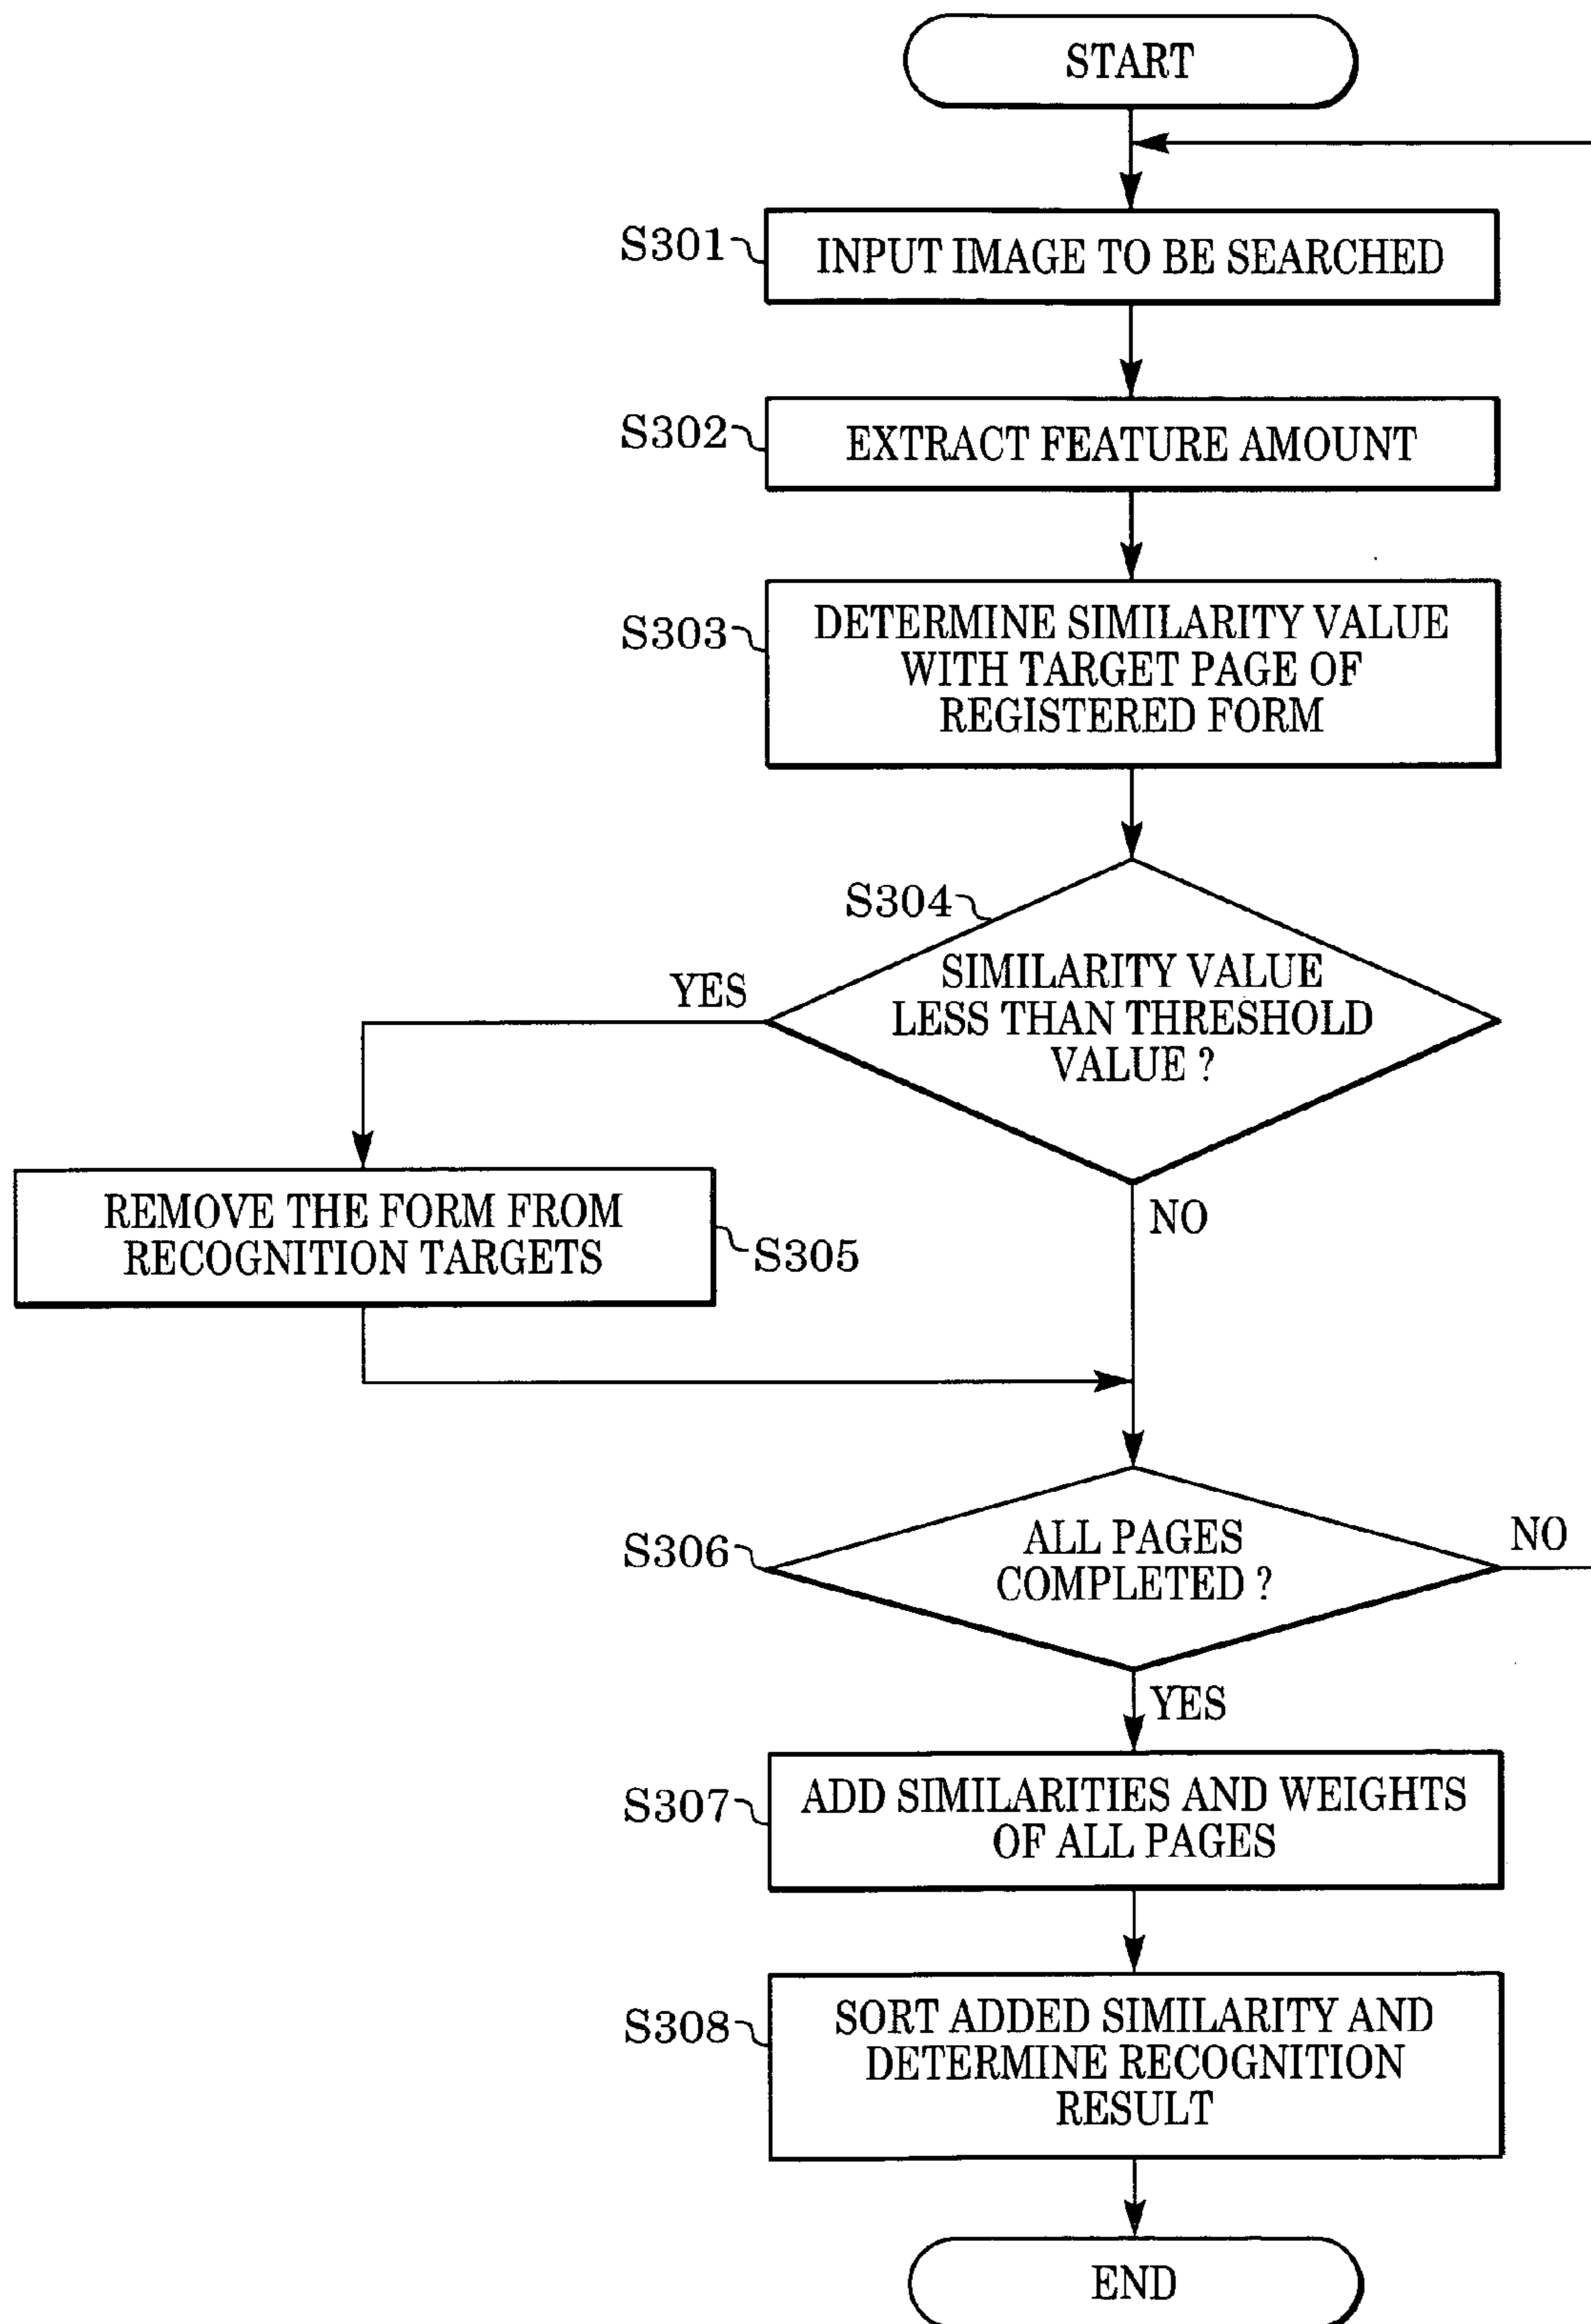 START
S301
INPUT IMAGE TO BE SEARCHED
S302
EXTRACT FEATURE AMOUNT
S303
DETERMINE SIMILARITY VALUE
WITH TARGET PAGE OF
REGISTERED FORM
S304
SIMILARITY VALUE
LESS THAN THRESHOLD
VALUE ?
YES
NO
REMOVE THE FORM FROM
RECOGNITION TARGETS
S305
S306
ALL PAGES
COMPLETED ?
NO
YES
S307
ADD SIMILARITIES AND WEIGHTS
OF ALL PAGES
S308
SORT ADDED SIMILARITY AND
DETERMINE RECOGNITION
RESULT
END